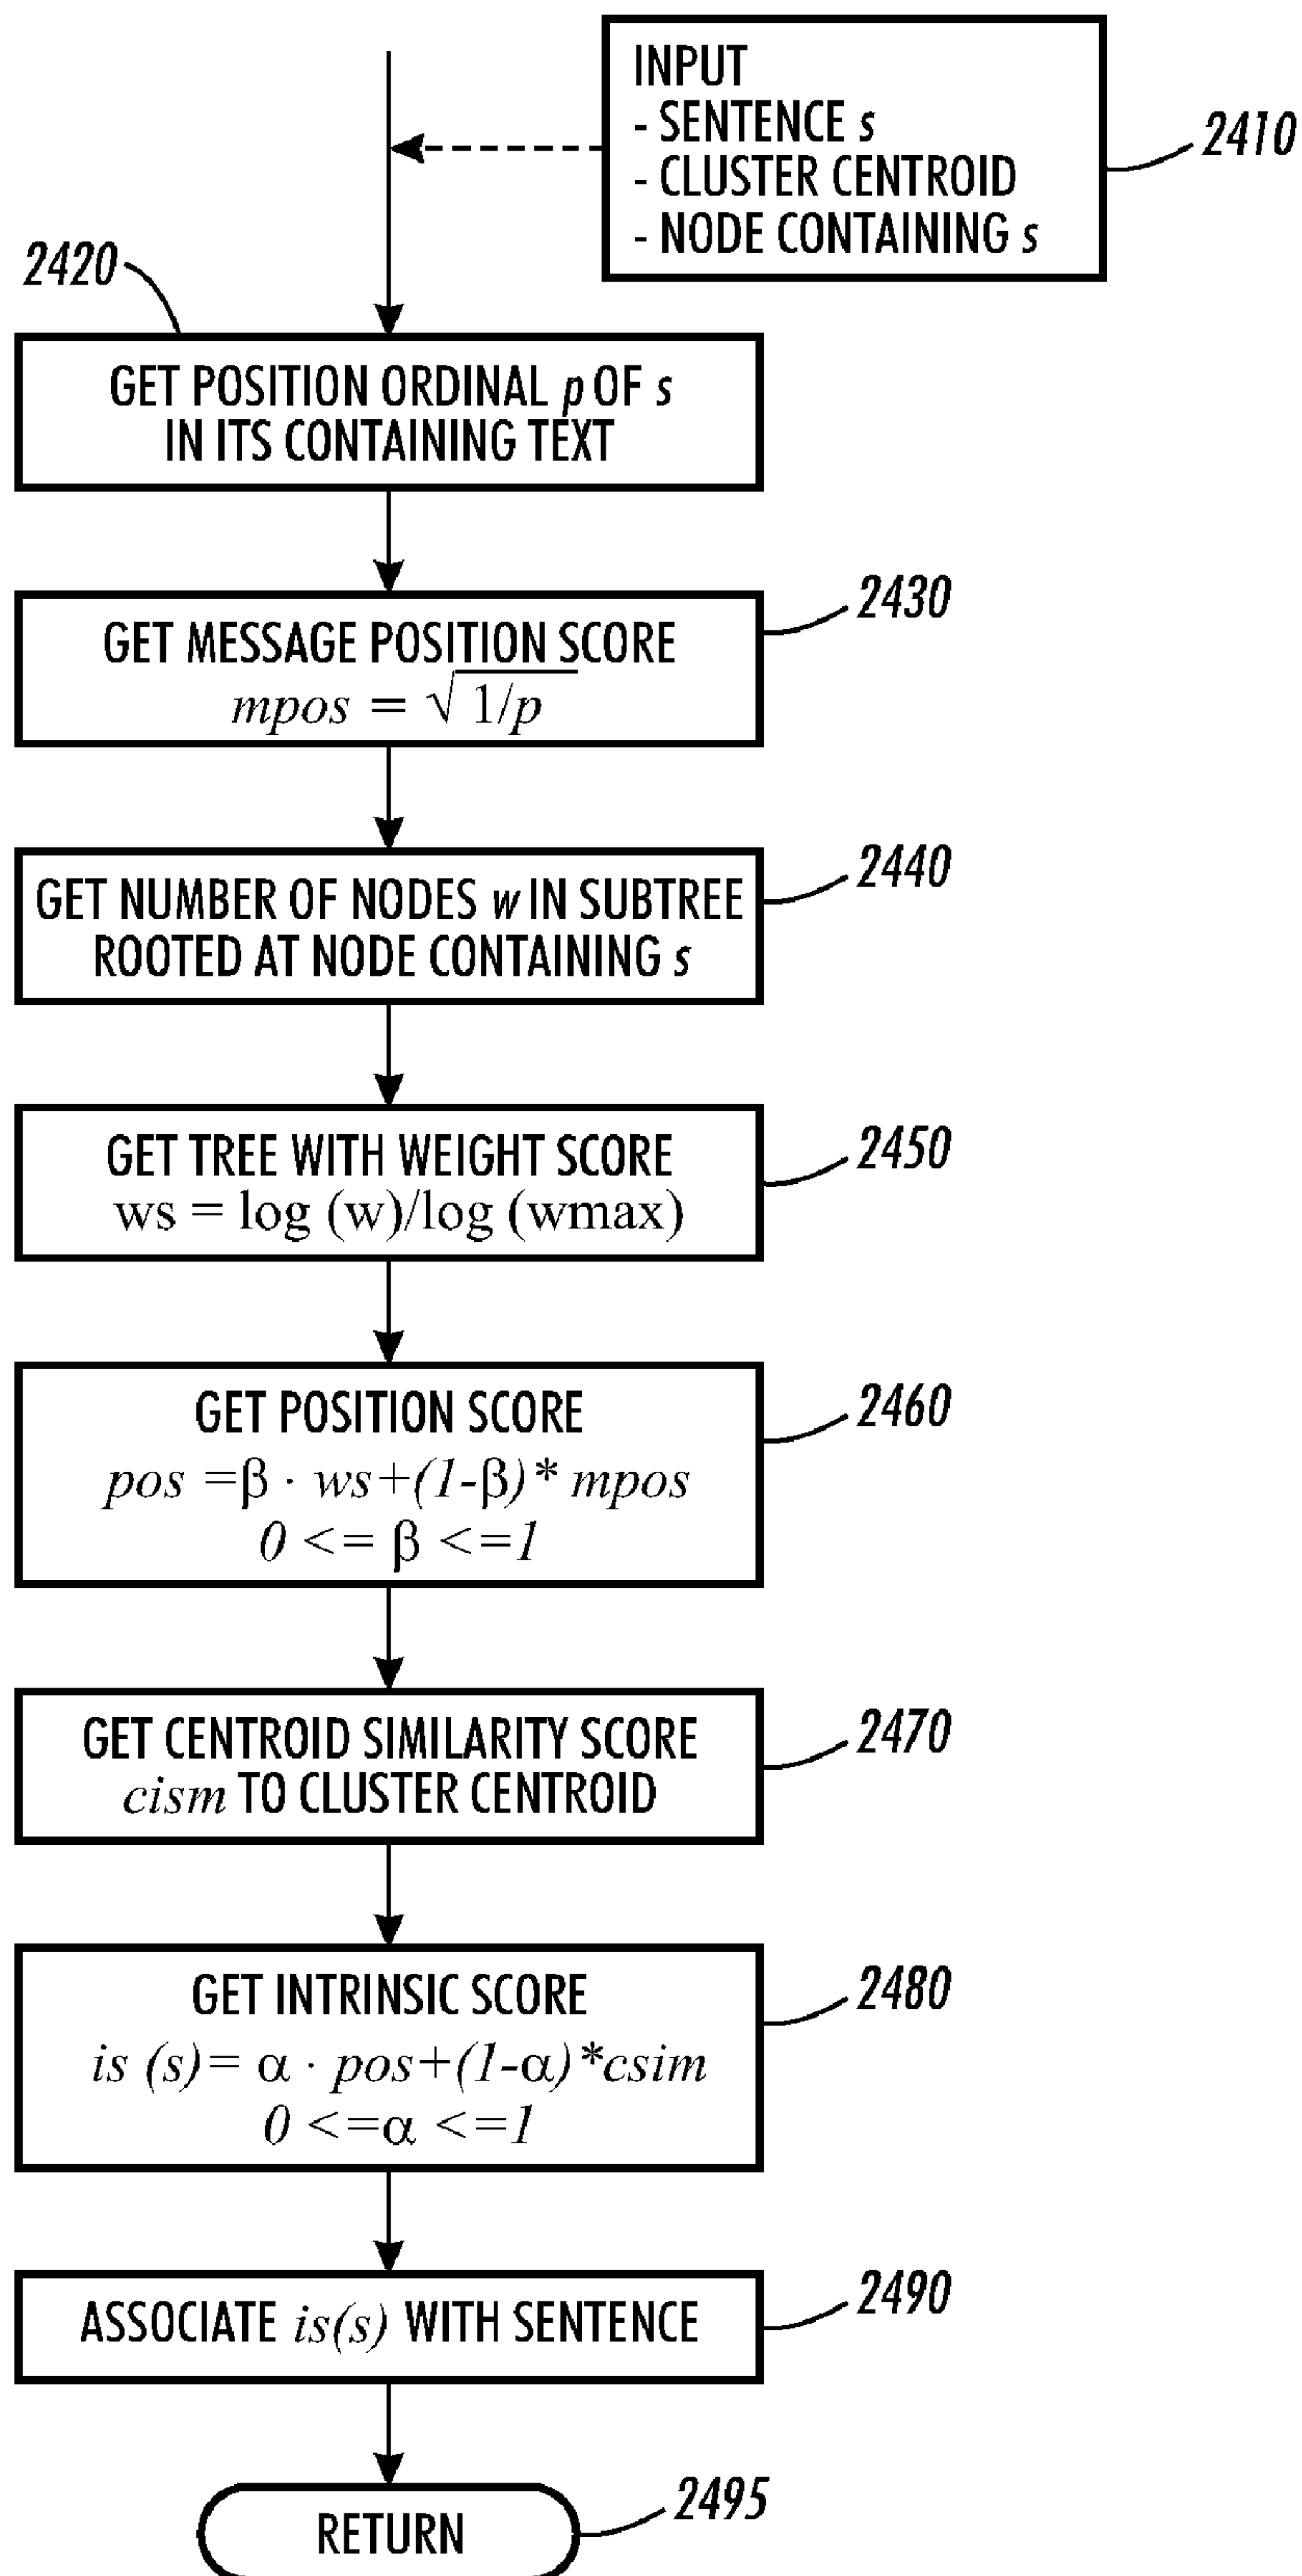 INPUT
- SENTENCE s
- CLUSTER CENTROID
- NODE CONTAINING s
2410
2420
GET POSITION ORDINAL p OF s
IN ITS CONTAINING TEXT
GET MESSAGE POSITION SCORE
mpos = √1/p
2430
GET NUMBER OF NODES w IN SUBTREE
ROOTED AT NODE CONTAINING s
2440
GET TREE WITH WEIGHT SCORE
ws = log (w)/log (wmax)
2450
GET POSITION SCORE
pos =β · ws+(1-β)* mpos
0 <= β <=1
2460
GET CENTROID SIMILARITY SCORE
cism TO CLUSTER CENTROID
2470
GET INTRINSIC SCORE
is (s)= α · pos+(1-α)*csim
0 <=α <=1
2480
ASSOCIATE is(s) WITH SENTENCE
2490
RETURN
2495